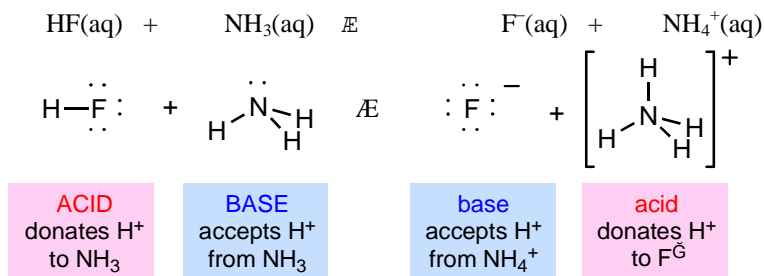 HF(aq) + NH₃(aq) Æ F⁻(aq) + NH₄⁺(aq)
H–F + N H H H Æ F⁻ + [N H H H H]⁺
ACID
donates H⁺
to NH₃
BASE
accepts H⁺
from NH₃
base
accepts H⁺
from NH₄⁺
acid
donates H⁺
to F^Ğ